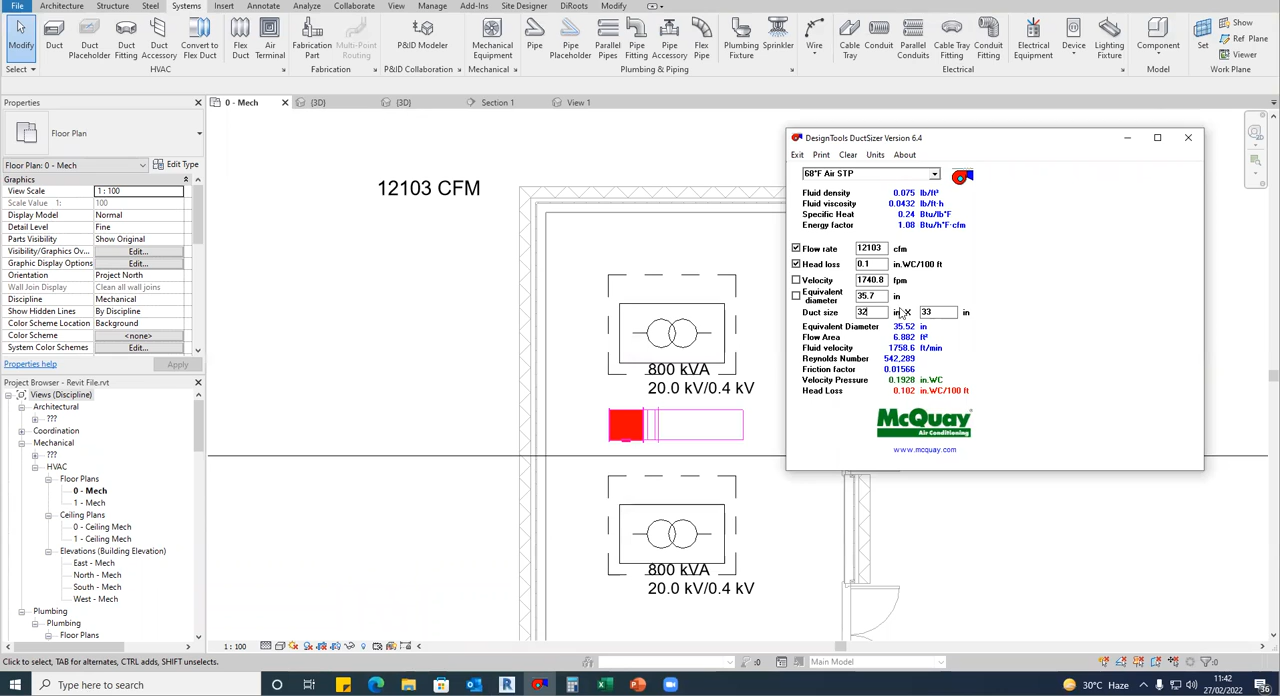 File Architecture Structure Steel Systems Insert Annotate Analyze Collaborate View Manage Add-Ins Site Designer DiRoots Modify
Modify Duct Duct Placeholder Duct Fitting Duct Accessory Convert to Flex Duct Flex Duct Air Terminal Fabrication Part Multi-Point Routing P&ID Modeler Mechanical Equipment Pipe Pipe Placeholder Parallel Pipes Pipe Fitting Pipe Accessory Flex Pipe Plumbing Fixture Sprinkler Wire Cable Tray Conduit Parallel Conduits Cable Tray Fitting Conduit Fitting Electrical Equipment Device Lighting Fixture Component Set Show Ref Plane Viewer
Select HVAC Fabrication P&ID Collaboration Mechanical Plumbing & Piping Electrical Model Work Plane
Properties
0 - Mech (3D) (3D) Section 1 View 1
Floor Plan
Floor Plan: 0 - Mech Edit Type
Graphics
View Scale 1 : 100
Scale Value 1: 100
Display Model Normal
Detail Level Fine
Parts Visibility Show Original
Visibility/Graphics Ov... Edit...
Graphic Display Options Edit...
Orientation Project North
Wall Join Display Clean all wall joins
Discipline Mechanical
Show Hidden Lines By Discipline
Color Scheme Location Background
Color Scheme <none>
System Color Schemes Edit...
Properties help Apply
Project Browser - Revit File.rvt
Views (Discipline)
Architectural
???
Coordination
Mechanical
???
HVAC
Floor Plans
0 - Mech
1 - Mech
Ceiling Plans
0 - Ceiling Mech
1 - Ceiling Mech
Elevations (Building Elevation)
East - Mech
North - Mech
South - Mech
West - Mech
Plumbing
Plumbing
Floor Plans
12103 CFM
800 kVA
20.0 kV/0.4 kV
800 kVA
20.0 kV/0.4 kV
DesignTools DuctSizer Version 6.4
Exit Print Clear Units About
68°F Air STP
Fluid density 0.075 lb/ft³
Fluid viscosity 0.0432 lb/ft·h
Specific Heat 0.24 Btu/lb°F
Energy factor 1.08 Btu/h°F·cfm
Flow rate 12103 cfm
Head loss 0.1 in.WC/100 ft
Velocity 1740.8 fpm
Equivalent diameter 35.7 in
Duct size 32 in X 33 in
Equivalent Diameter 35.52 in
Flow Area 6.882 ft²
Fluid velocity 1758.6 ft/min
Reynolds Number 542,289
Friction factor 0.01566
Velocity Pressure 0.1928 in.WC
Head Loss 0.102 in.WC/100 ft
McQuay
Air Conditioning
www.mcquay.com
1 : 100
Click to select, TAB for alternates, CTRL adds, SHIFT unselects. :0 Main Model :0
Type here to search
30°C Haze
11:42
27/02/2022